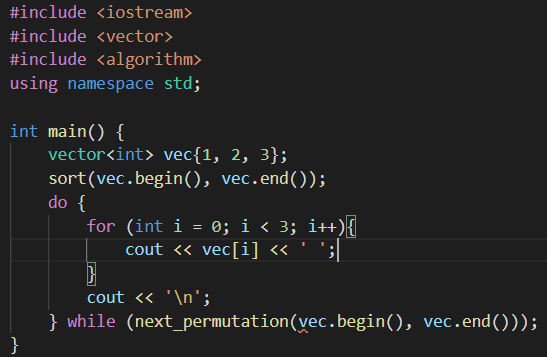 #include <iostream>
#include <vector>
#include <algorithm>
using namespace std;

int main() {
    vector<int> vec{1, 2, 3};
    sort(vec.begin(), vec.end());
    do {
        for (int i = 0; i < 3; i++){
            cout << vec[i] << ' ';
        }
        cout << '\n';
    } while (next_permutation(vec.begin(), vec.end()));
}